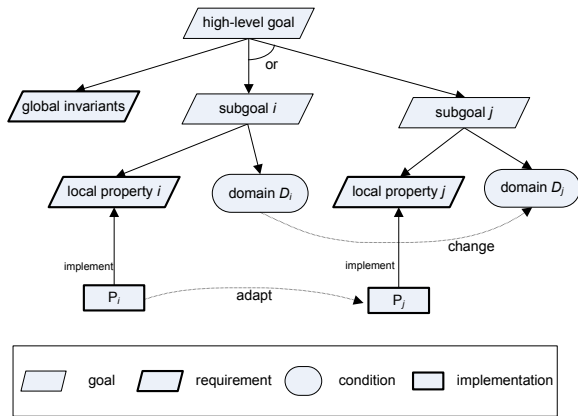 high-level goal
or
global invariants
subgoal i
subgoal j
local property i
domain Di
local property j
domain Dj
change
implement
implement
Pi
adapt
Pj
goal
requirement
condition
implementation